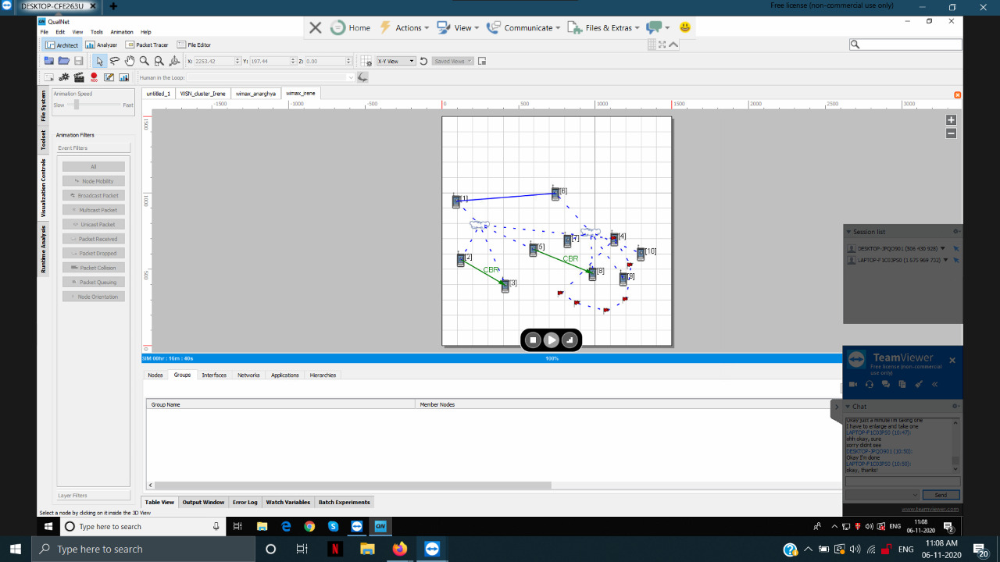 DESKTOP-CFE263U
Free license (non-commercial use only)
QualNet
File Edit View Tools Animation Help
Home Actions View Communicate Files & Extras
Architect Analyzer Packet Tracer File Editor
X: 2253.42 Y: 197.44 Z: 0.00 X-Y View Saved Views
REC Human in the Loop:
File System
Toolset
Visualization Controls
Runtime Analysis
Animation Speed
Slow Fast
Animation Filters
Event Filters
All
Node Mobility
Broadcast Packet
Multicast Packet
Unicast Packet
Packet Received
Packet Dropped
Packet Collision
Packet Queuing
Node Orientation
Layer Filters
untitled_1 WSN_cluster_Irene wimax_anarghya wimax_irene
-1500 -1000 -500 0 500 1000 1500 2000 2500 3000
1500
1000
500
0
[1]
[6]
[7]
[4]
[5]
[10]
[2]
CBR
CBR
[8]
[9]
[3]
SIM 00hr : 16m : 40s 100%
Nodes Groups Interfaces Networks Applications Hierarchies
Group Name Member Nodes
Table View Output Window Error Log Watch Variables Batch Experiments
Select a node by clicking on it inside the 3D View
Session list
DESKTOP-JPQO901 (306 430 928)
LAPTOP-F1C0JPS0 (1 675 969 732)
TeamViewer
Free license (non-commercial
use only)
Chat
Okay just a minute I'm taking one
I have to enlarge and take one
LAPTOP-F1C0JPS0 (10:47):
ohh okay, sure
sorry didnt see
DESKTOP-JPQO901 (10:50):
Okay I'm done
LAPTOP-F1C0JPS0 (10:50):
okay, thanks!
Send
www.teamviewer.com
Type here to search
ENG
11:08
06-11-2020
2
Type here to search
ENG
11:08 AM
06-11-2020
20